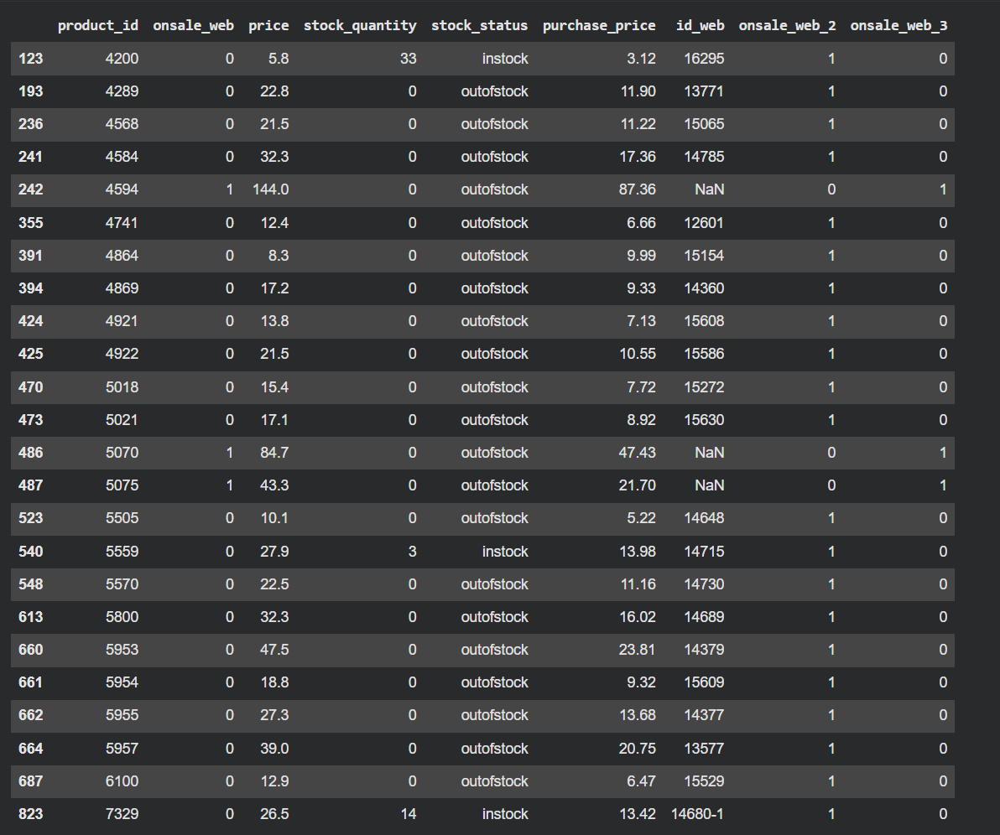 product_id onsale_web price stock_quantity stock_status purchase_price id_web onsale_web_2 onsale_web_3
123 4200 0 5.8 33 instock 3.12 16295 1 0
193 4289 0 22.8 0 outofstock 11.90 13771 1 0
236 4568 0 21.5 0 outofstock 11.22 15065 1 0
241 4584 0 32.3 0 outofstock 17.36 14785 1 0
242 4594 1 144.0 0 outofstock 87.36 NaN 0 1
355 4741 0 12.4 0 outofstock 6.66 12601 1 0
391 4864 0 8.3 0 outofstock 9.99 15154 1 0
394 4869 0 17.2 0 outofstock 9.33 14360 1 0
424 4921 0 13.8 0 outofstock 7.13 15608 1 0
425 4922 0 21.5 0 outofstock 10.55 15586 1 0
470 5018 0 15.4 0 outofstock 7.72 15272 1 0
473 5021 0 17.1 0 outofstock 8.92 15630 1 0
486 5070 1 84.7 0 outofstock 47.43 NaN 0 1
487 5075 1 43.3 0 outofstock 21.70 NaN 0 1
523 5505 0 10.1 0 outofstock 5.22 14648 1 0
540 5559 0 27.9 3 instock 13.98 14715 1 0
548 5570 0 22.5 0 outofstock 11.16 14730 1 0
613 5800 0 32.3 0 outofstock 16.02 14689 1 0
660 5953 0 47.5 0 outofstock 23.81 14379 1 0
661 5954 0 18.8 0 outofstock 9.32 15609 1 0
662 5955 0 27.3 0 outofstock 13.68 14377 1 0
664 5957 0 39.0 0 outofstock 20.75 13577 1 0
687 6100 0 12.9 0 outofstock 6.47 15529 1 0
823 7329 0 26.5 14 instock 13.42 14680-1 1 0